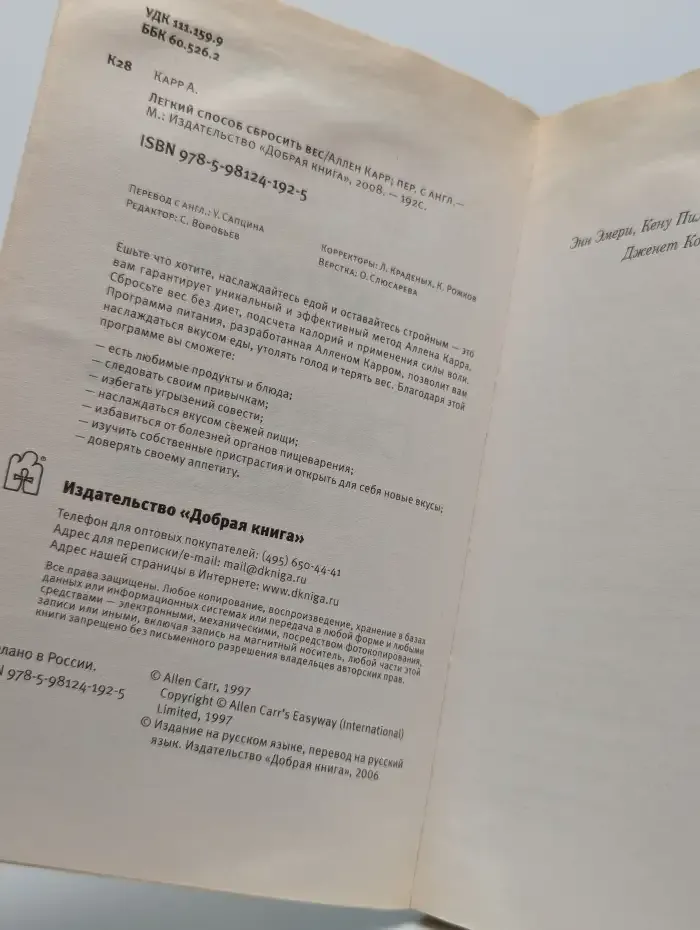 УДК 111.159.9
ББК 60.526.2
К28
Карр А.
Легкий способ сбросить вес/Аллен Карр; пер. с англ.—
М.: Издательство «Добрая книга», 2008. — 192с.
ISBN 978-5-98124-192-5
Перевод с англ.: У. Сапцина
Редактор: С. Воробьев
Корректоры: Л. Краденых, К. Рожков
Верстка: О. Слюсарева
Ешьте что хотите, наслаждайтесь едой и оставайтесь стройным — это
вам гарантирует уникальный и эффективный метод Аллена Карра.
Сбросьте вес без диет, подсчета калорий и применения силы воли.
Программа питания, разработанная Алленом Карром, позволит вам
наслаждаться вкусом еды, утолять голод и терять вес. Благодаря этой
программе вы сможете:
— есть любимые продукты и блюда;
— следовать своим привычкам;
— избегать угрызений совести;
— наслаждаться вкусом свежей пищи;
— избавиться от болезней органов пищеварения;
— изучить собственные пристрастия и открыть для себя новые вкусы;
— доверять своему аппетиту.
Издательство «Добрая книга»
Телефон для оптовых покупателей: (495) 650-44-41
Адрес для переписки/e-mail: mail@dkniga.ru
Адрес нашей страницы в Интернете: www.dkniga.ru
Все права защищены. Любое копирование, воспроизведение, хранение в базах
данных или информационных системах или передача в любой форме и любыми
средствами — электронными, механическими, посредством фотокопирования,
записи или иными, включая запись на магнитный носитель, любой части этой
книги запрещено без письменного разрешения владельцев авторских прав.
елано в России.
N 978-5-98124-192-5
© Allen Carr, 1997
Copyright © Allen Carr's Easyway (International)
Limited, 1997
© Издание на русском языке, перевод на русский
язык. Издательство «Добрая книга», 2006
Энн Эмери, Кену Пи
Дженет Ко